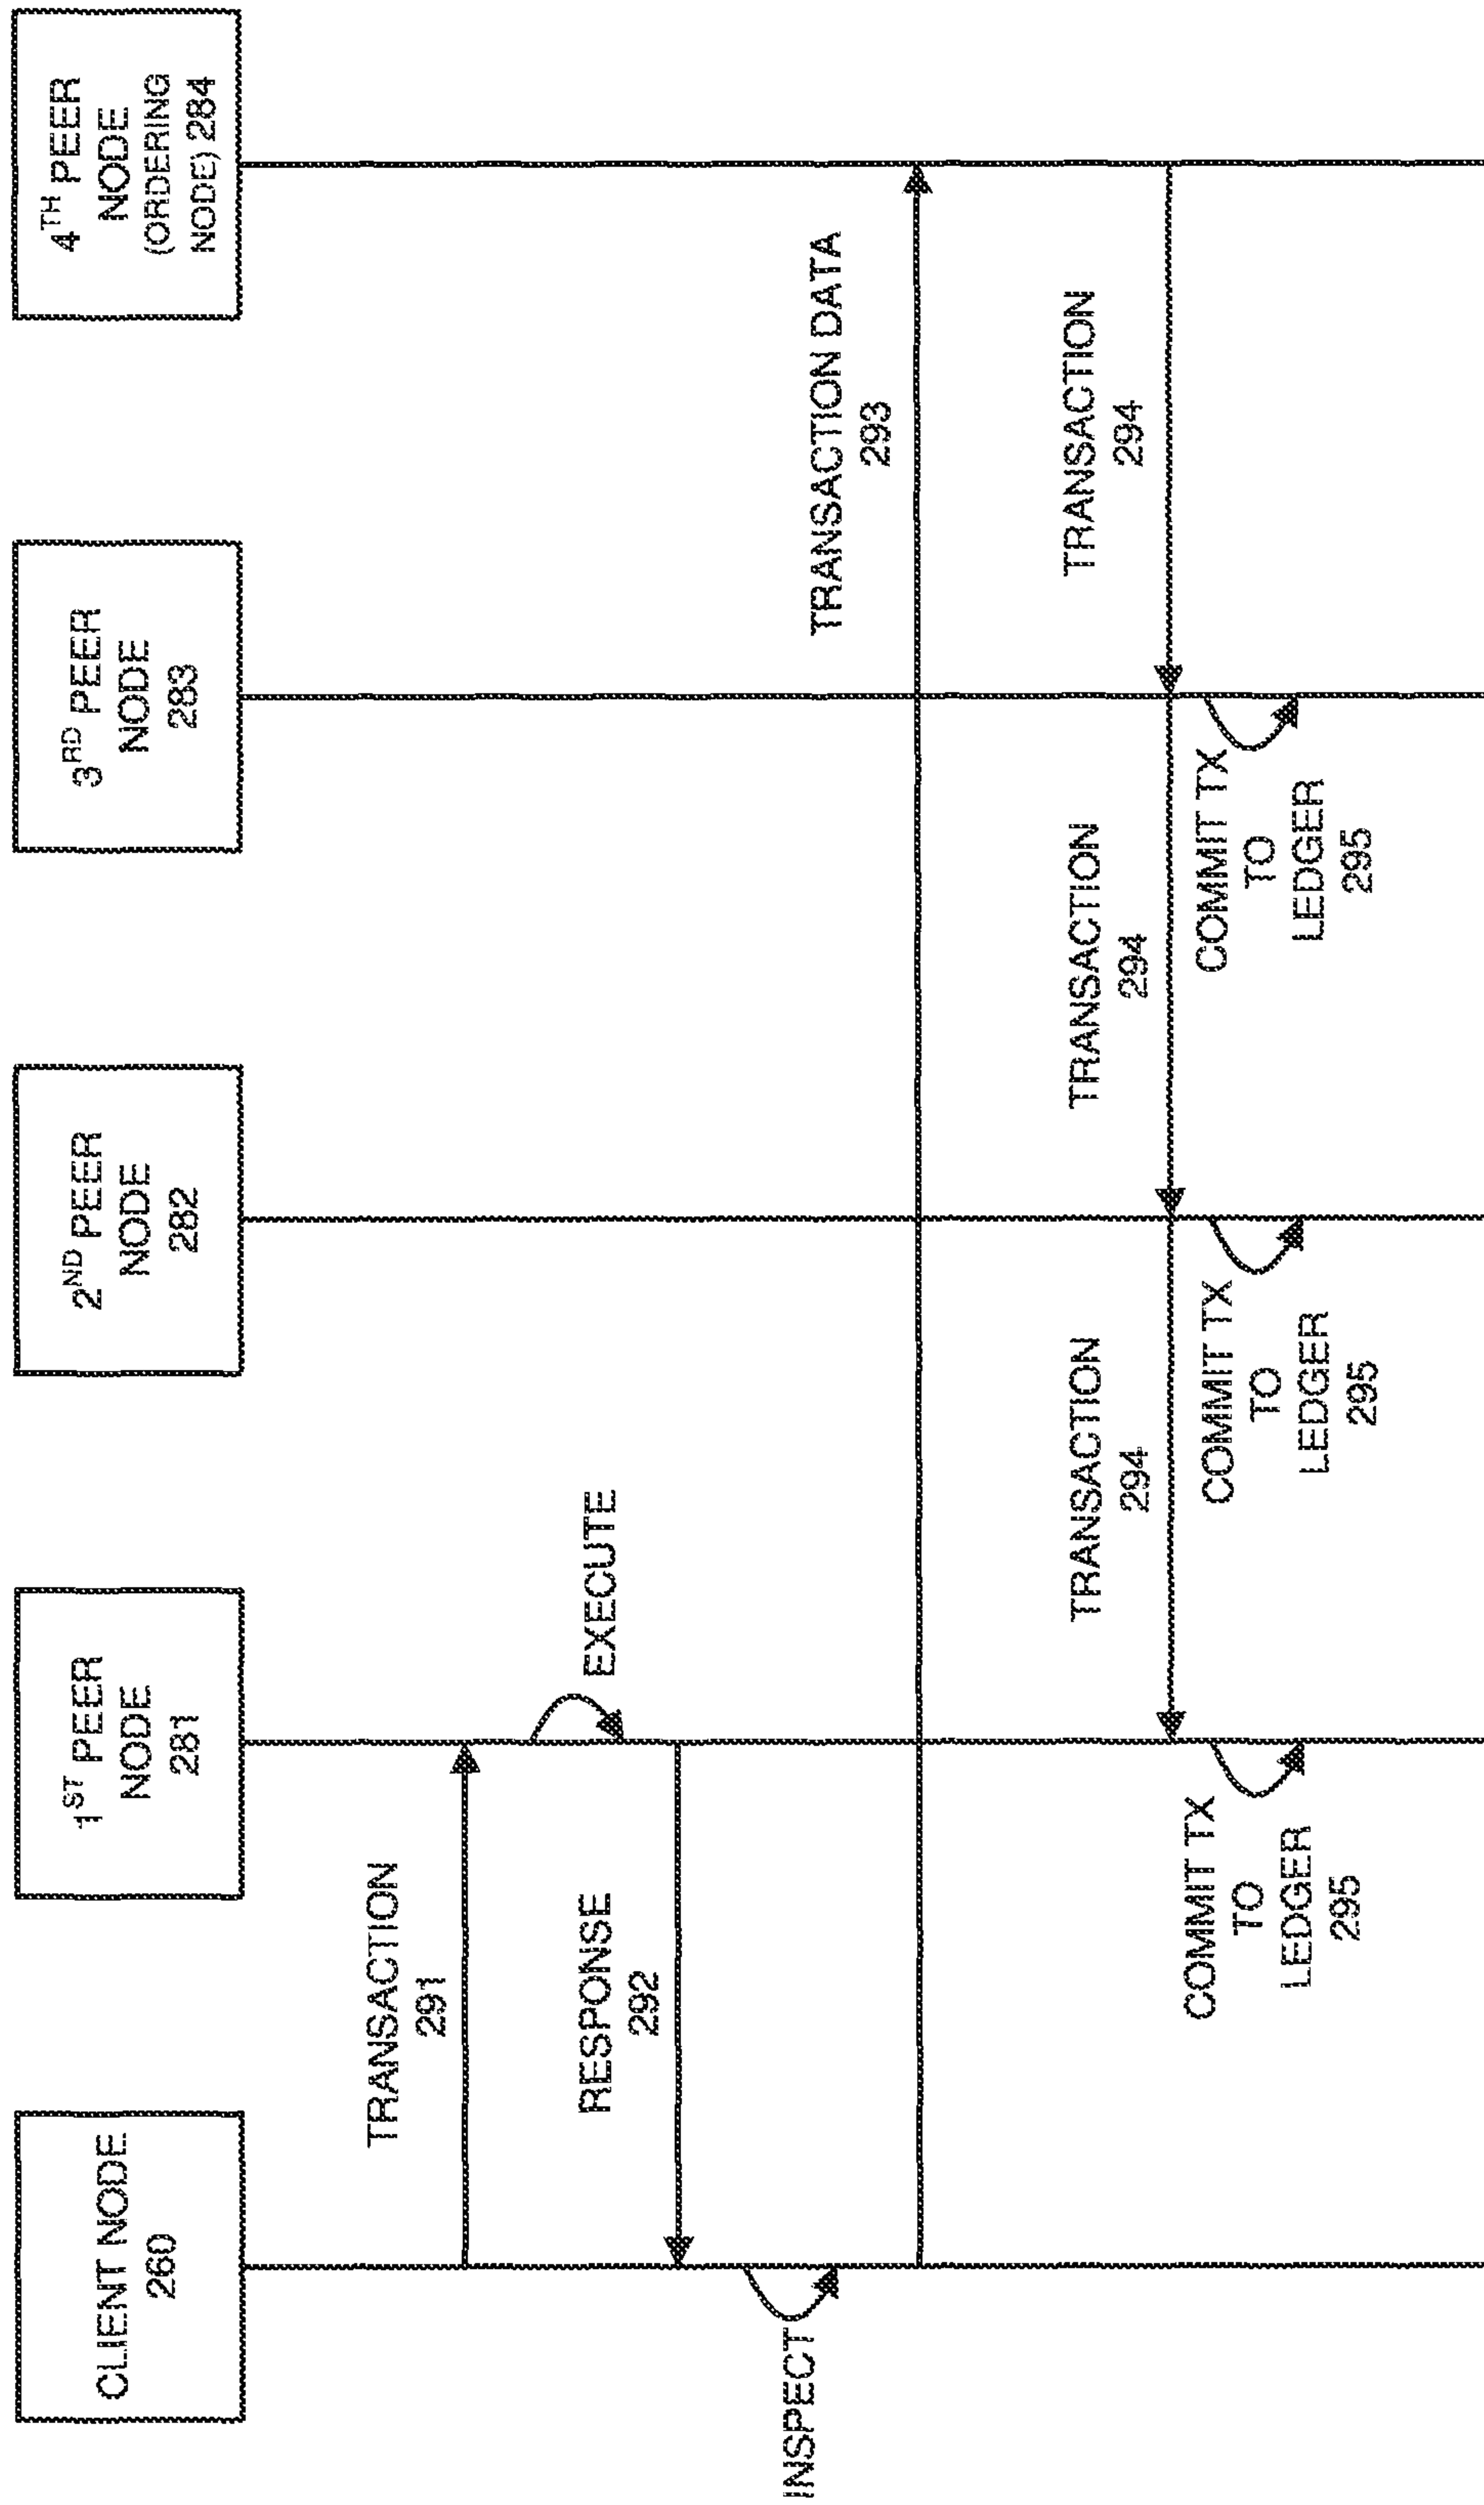 CLIENT NODE
260
1ST PEER
NODE
281
2ND PEER
NODE
282
3RD PEER
NODE
283
4TH PEER
NODE
(ORDERING
NODE) 284
TRANSACTION
291
EXECUTE
RESPONSE
292
INSPECT
TRANSACTION DATA
293
TRANSACTION
294
TRANSACTION
294
TRANSACTION
294
COMMIT TX
TO
LEDGER
295
COMMIT TX
TO
LEDGER
295
COMMIT TX
TO
LEDGER
295